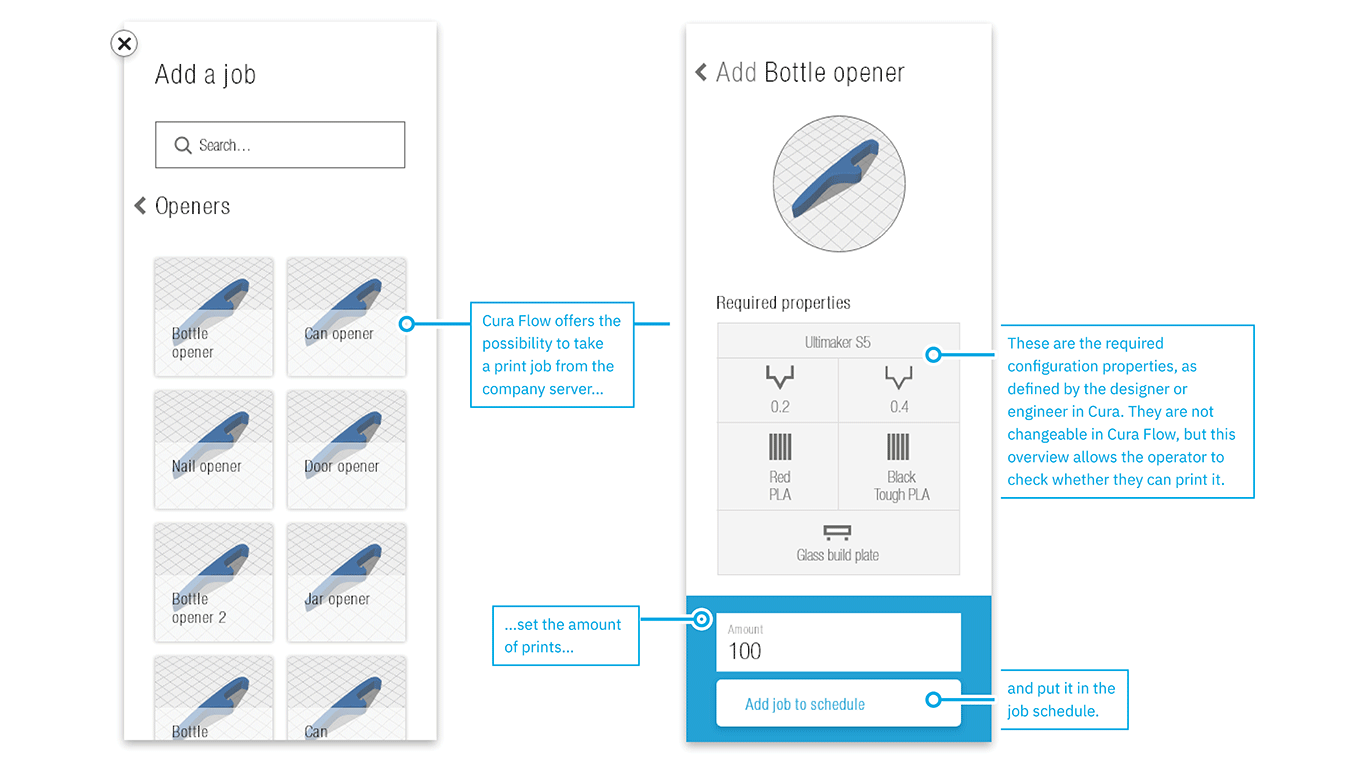 Add a job
Search...
Openers
Bottle
opener
Can opener
Nail opener
Door opener
Bottle
opener 2
Jar opener
Bottle
Can
Cura Flow offers the
possibility to take
a print job from the
company server...
Add Bottle opener
Required properties
Ultimaker S5
0.2
0.4
Red
PLA
Black
Tough PLA
Glass build plate
These are the required
configuration properties, as
defined by the designer or
engineer in Cura. They are not
changeable in Cura Flow, but this
overview allows the operator to
check whether they can print it.
...set the amount
of prints...
Amount
100
Add job to schedule
and put it in the
job schedule.